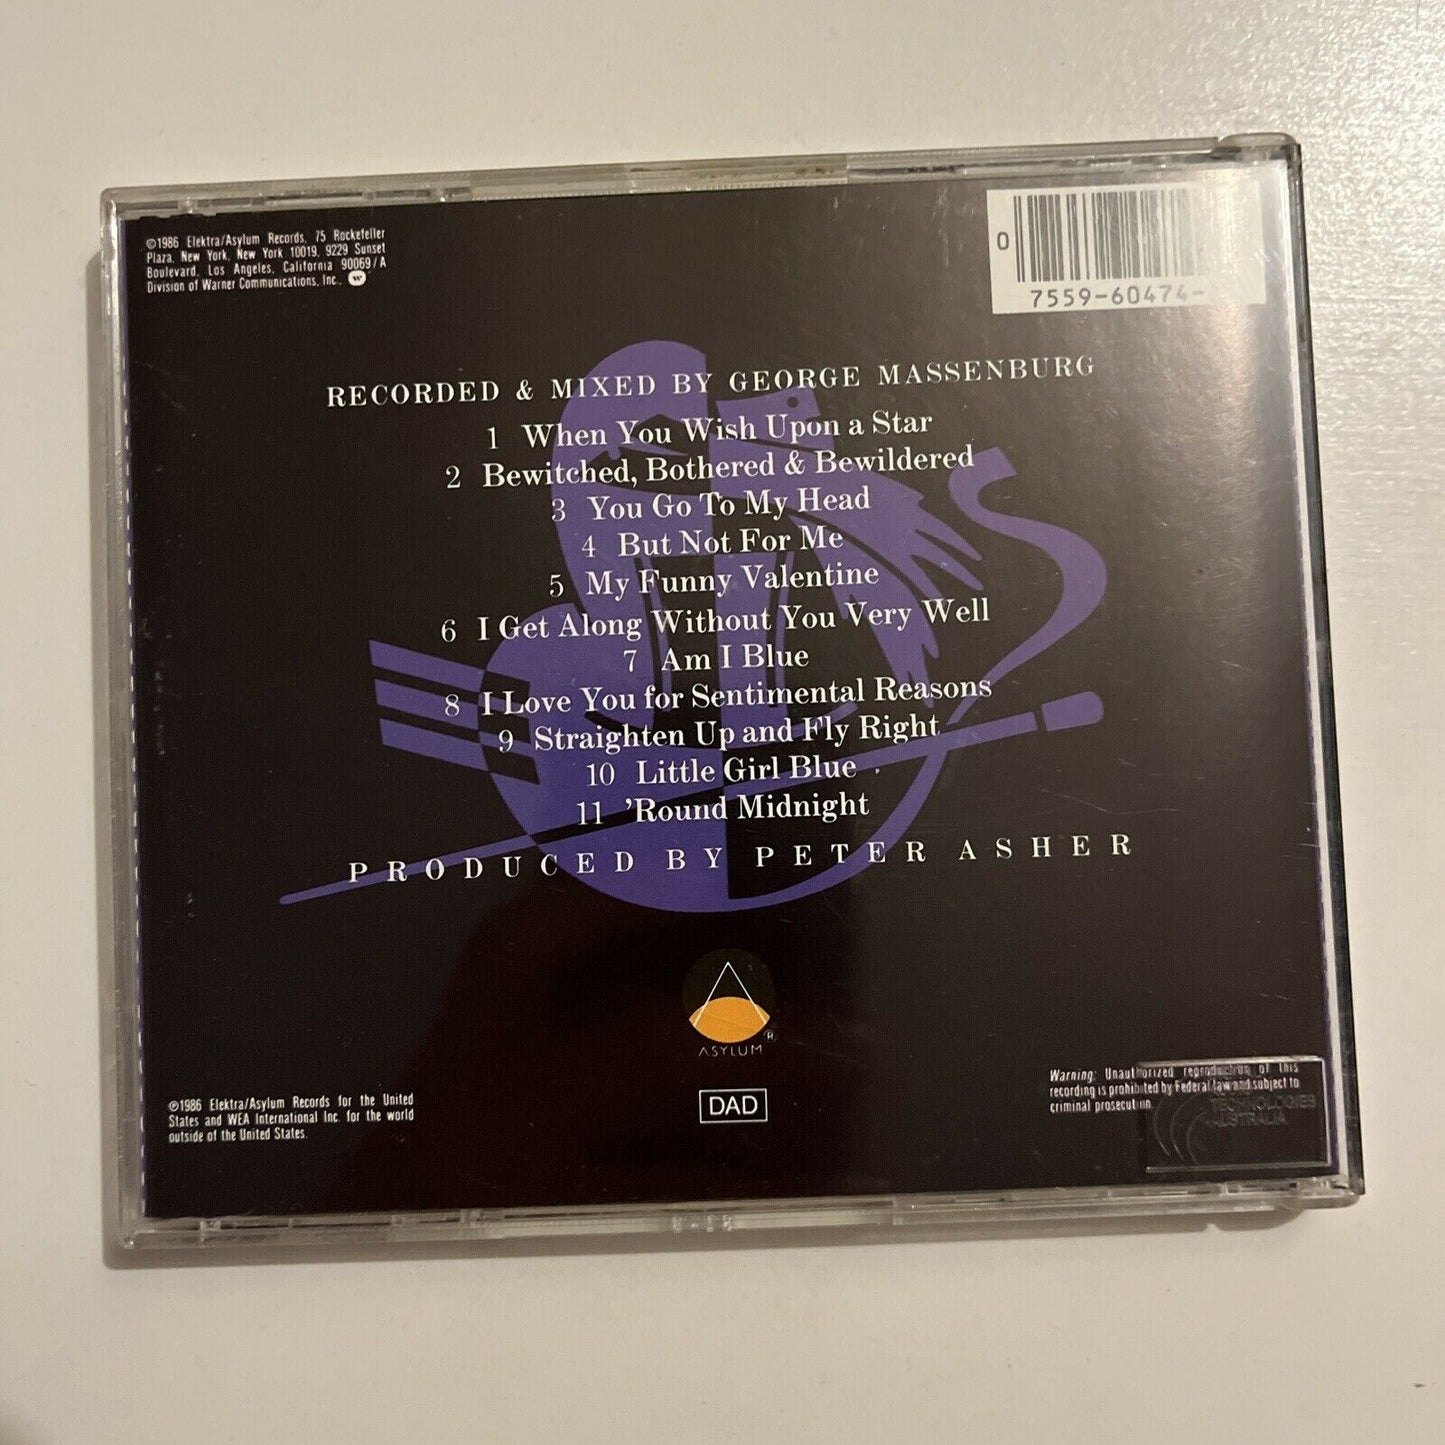 ©1986 Elektra/Asylum Records, 75 Rockefeller
Plaza, New York, New York 10019, 9229 Sunset
Boulevard, Los Angeles, California 90069/A
Division of Warner Communications, Inc.,
0
7559-60474-
RECORDED & MIXED BY GEORGE MASSENBURG
1 When You Wish Upon a Star
2 Bewitched, Bothered & Bewildered
3 You Go To My Head
4 But Not For Me
5 My Funny Valentine
6 I Get Along Without You Very Well
7 Am I Blue
8 I Love You for Sentimental Reasons
9 Straighten Up and Fly Right
10 Little Girl Blue
11 'Round Midnight
PRODUCED BY PETER ASHER
ASYLUM ®
DAD
℗1986 Elektra/Asylum Records for the United
States and WEA International Inc. for the world
outside of the United States.
Warning: Unauthorized reproduction of this
recording is prohibited by Federal law and subject to
criminal prosecution
TECHNOLOGIES
AUSTRALIA